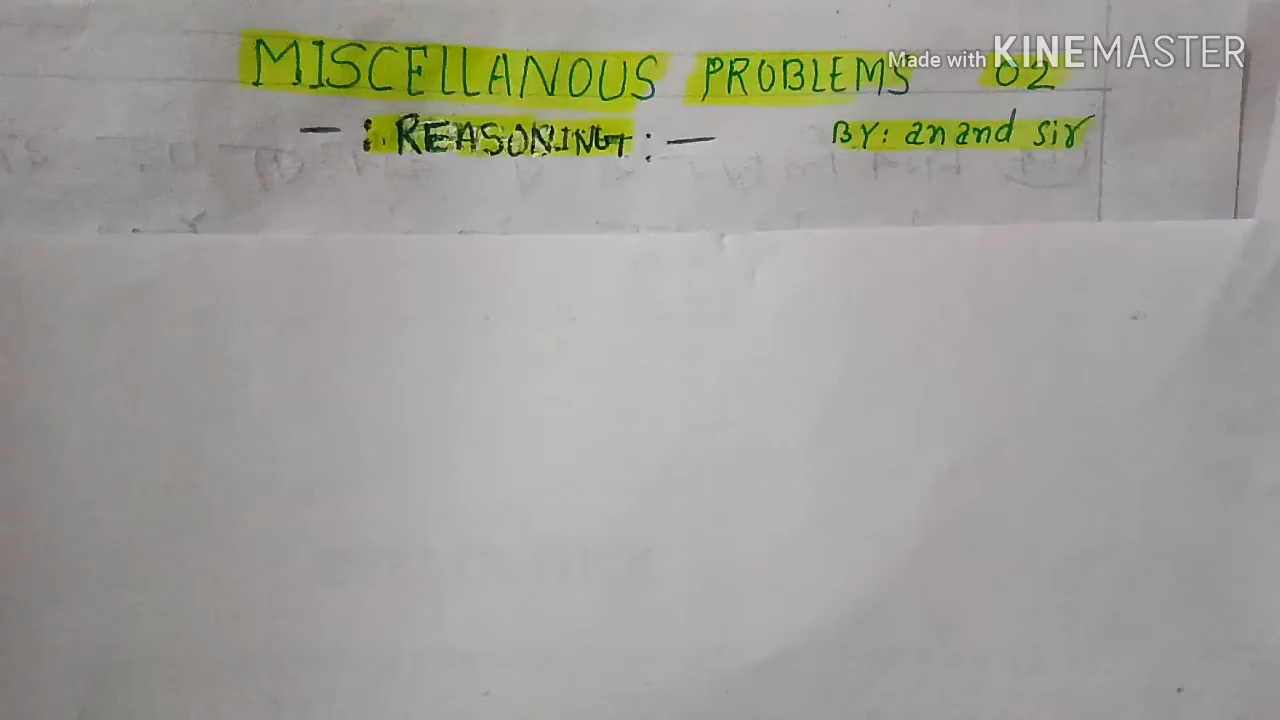 MISCELLANOUS PROBLEMS 02
Made with KINEMASTER
-: REASONING :-
BY: anand sir